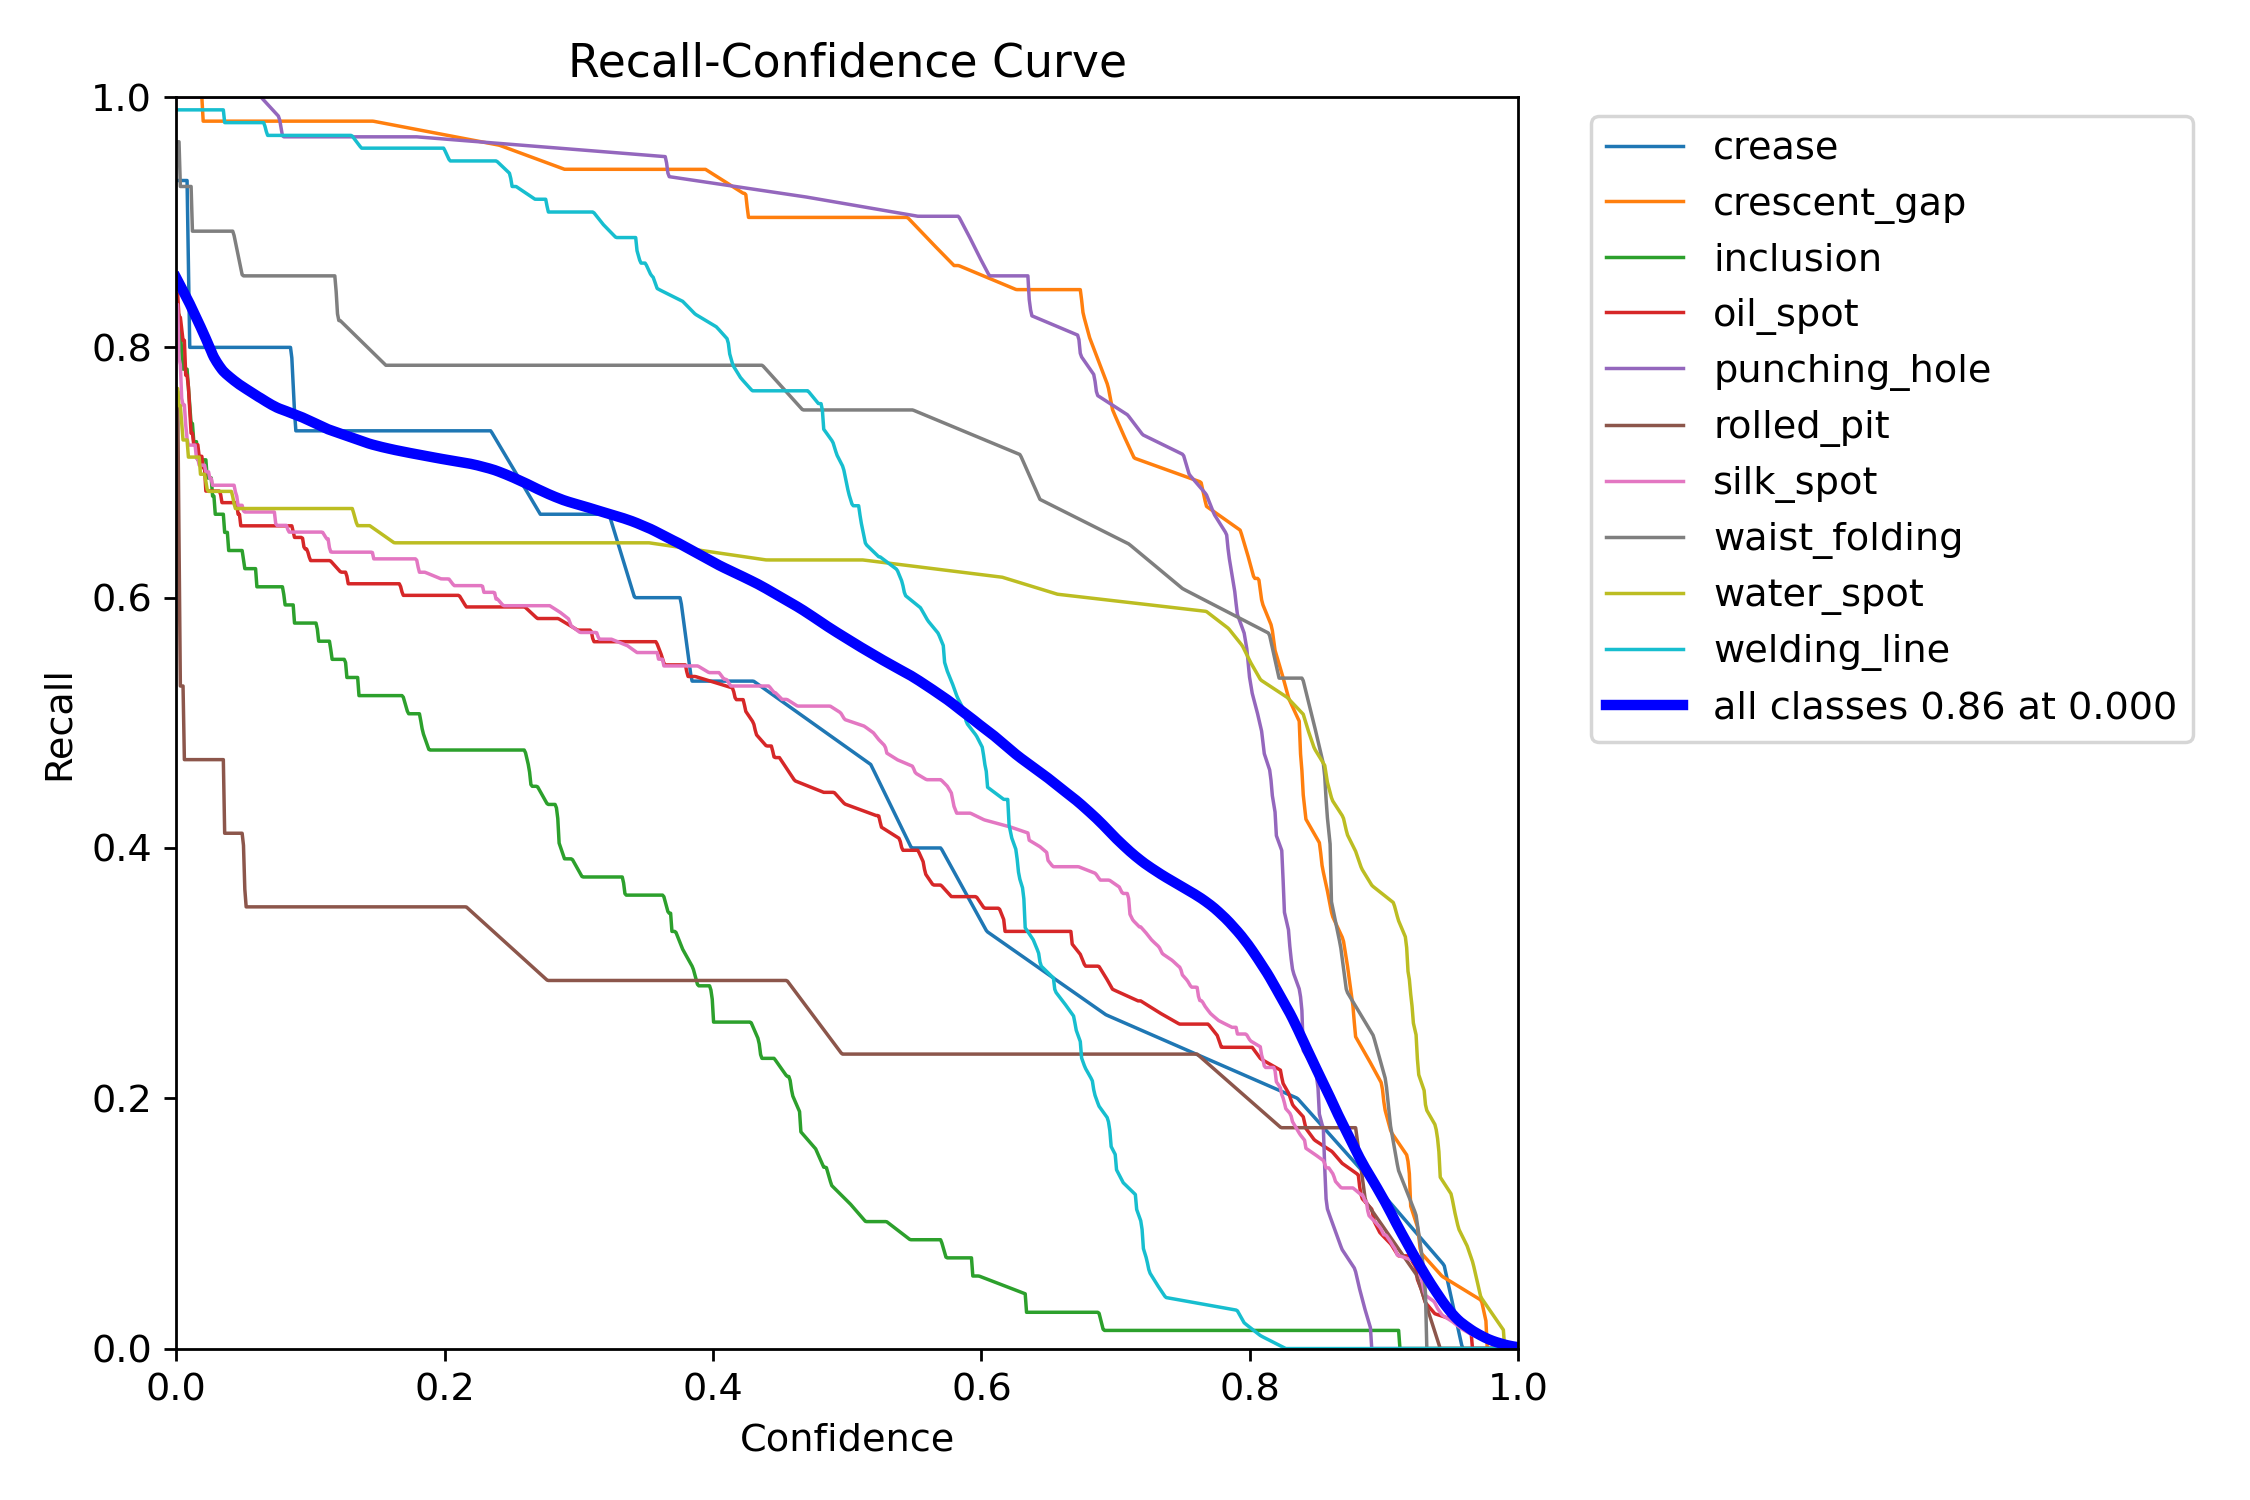 Recall-Confidence Curve
1.0
0.8
0.6
0.4
0.2
0.0
Recall
0.0 0.2 0.4 0.6 0.8 1.0
Confidence
crease
crescent_gap
inclusion
oil_spot
punching_hole
rolled_pit
silk_spot
waist_folding
water_spot
welding_line
all classes 0.86 at 0.000